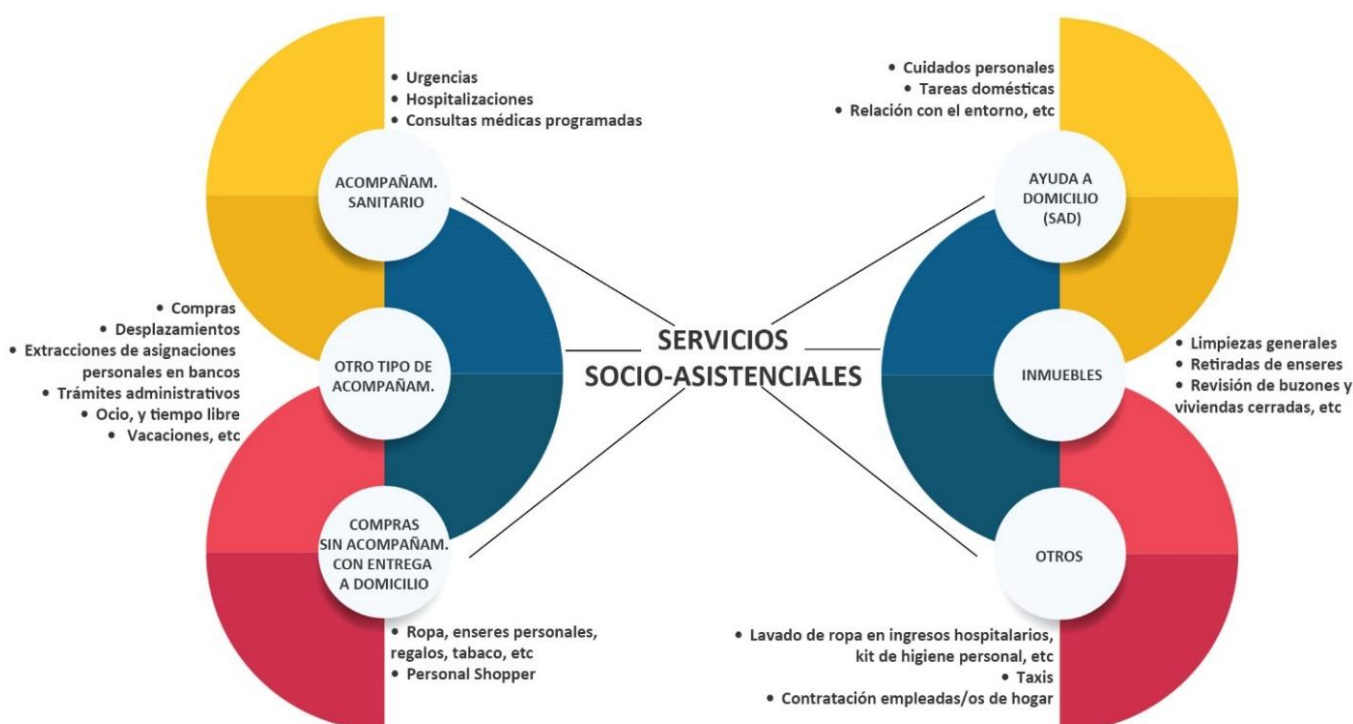 • Urgencias
• Hospitalizaciones
• Consultas médicas programadas
ACOMPAÑAM.
SANITARIO
• Compras
• Desplazamientos
• Extracciones de asignaciones
personales en bancos
• Trámites administrativos
• Ocio, y tiempo libre
• Vacaciones, etc
OTRO TIPO DE
ACOMPAÑAM.
COMPRAS
SIN ACOMPAÑAM.
CON ENTREGA
A DOMICILIO
• Ropa, enseres personales,
regalos, tabaco, etc
• Personal Shopper
SERVICIOS
SOCIO-ASISTENCIALES
• Cuidados personales
• Tareas domésticas
• Relación con el entorno, etc
AYUDA A
DOMICILIO
(SAD)
INMUEBLES
• Limpiezas generales
• Retiradas de enseres
• Revisión de buzones y
viviendas cerradas, etc
OTROS
• Lavado de ropa en ingresos hospitalarios,
kit de higiene personal, etc
• Taxis
• Contratación empleadas/os de hogar